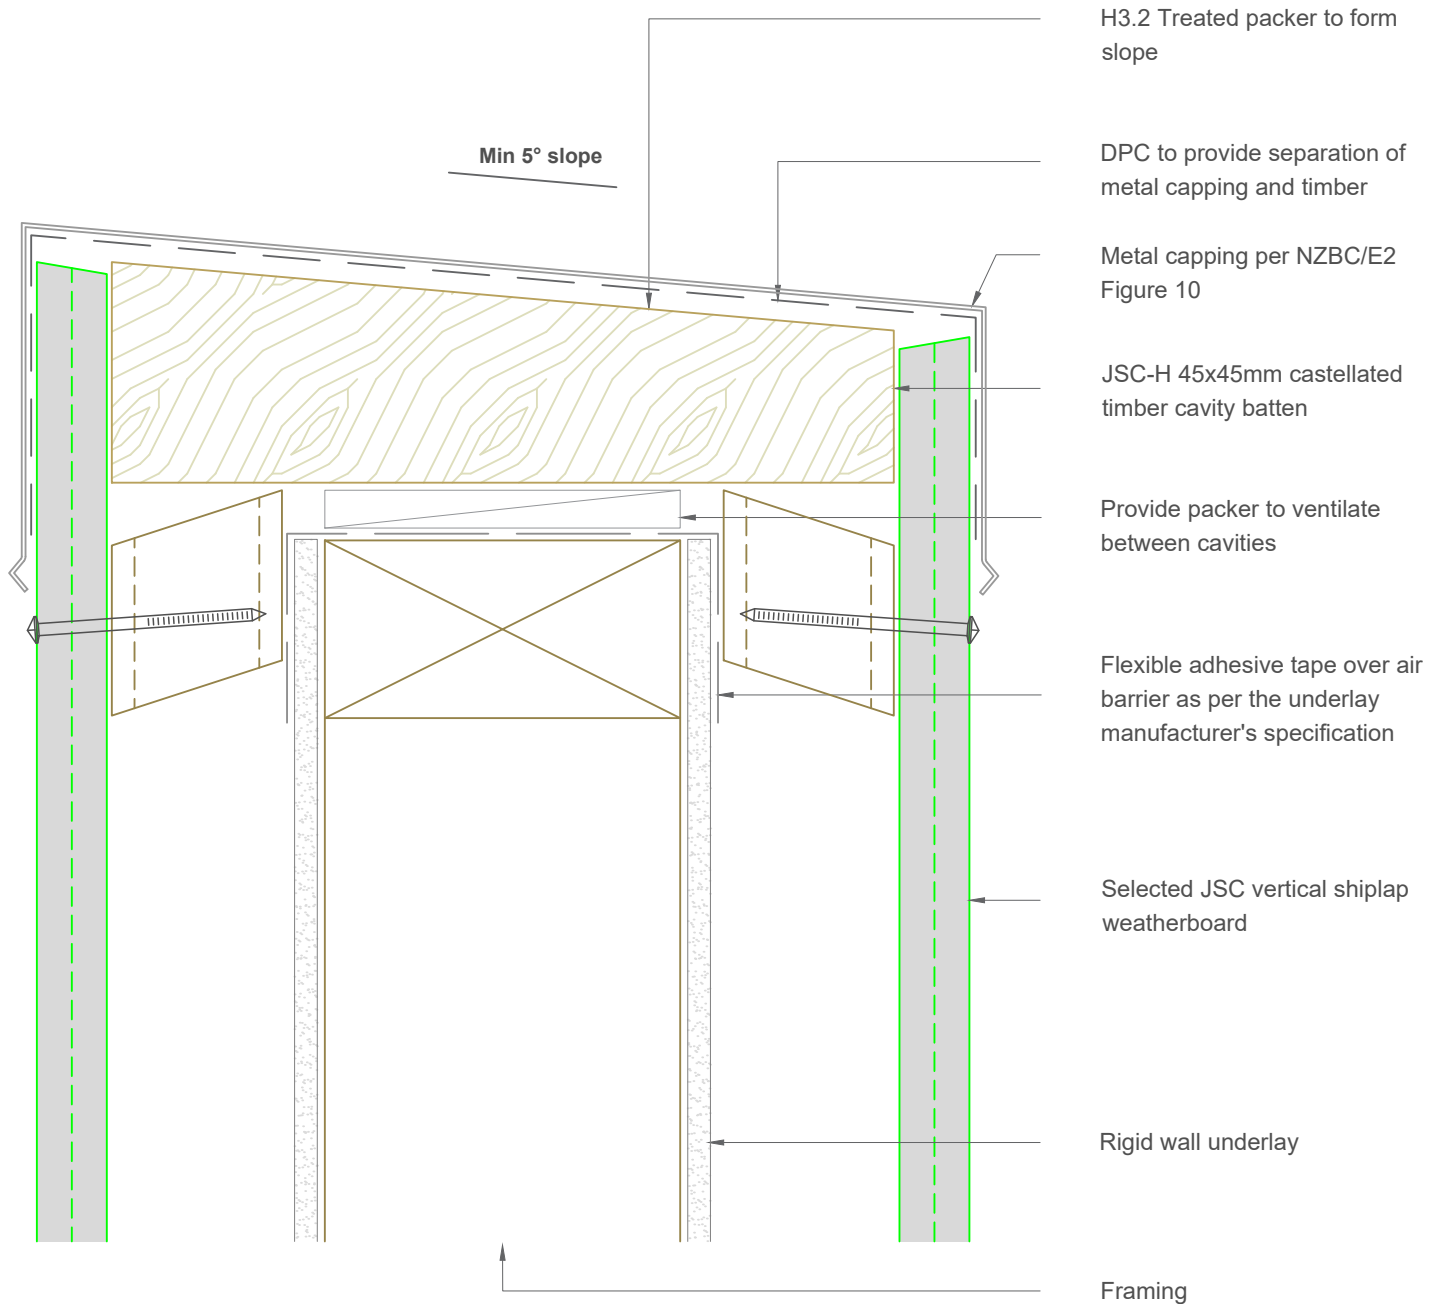 H3.2 Treated packer to form
slope
Min 5° slope
DPC to provide separation of
metal capping and timber
Metal capping per NZBC/E2
Figure 10
JSC-H 45x45mm castellated
timber cavity batten
Provide packer to ventilate
between cavities
Flexible adhesive tape over air
barrier as per the underlay
manufacturer's specification
Selected JSC vertical shiplap
weatherboard
Rigid wall underlay
Framing